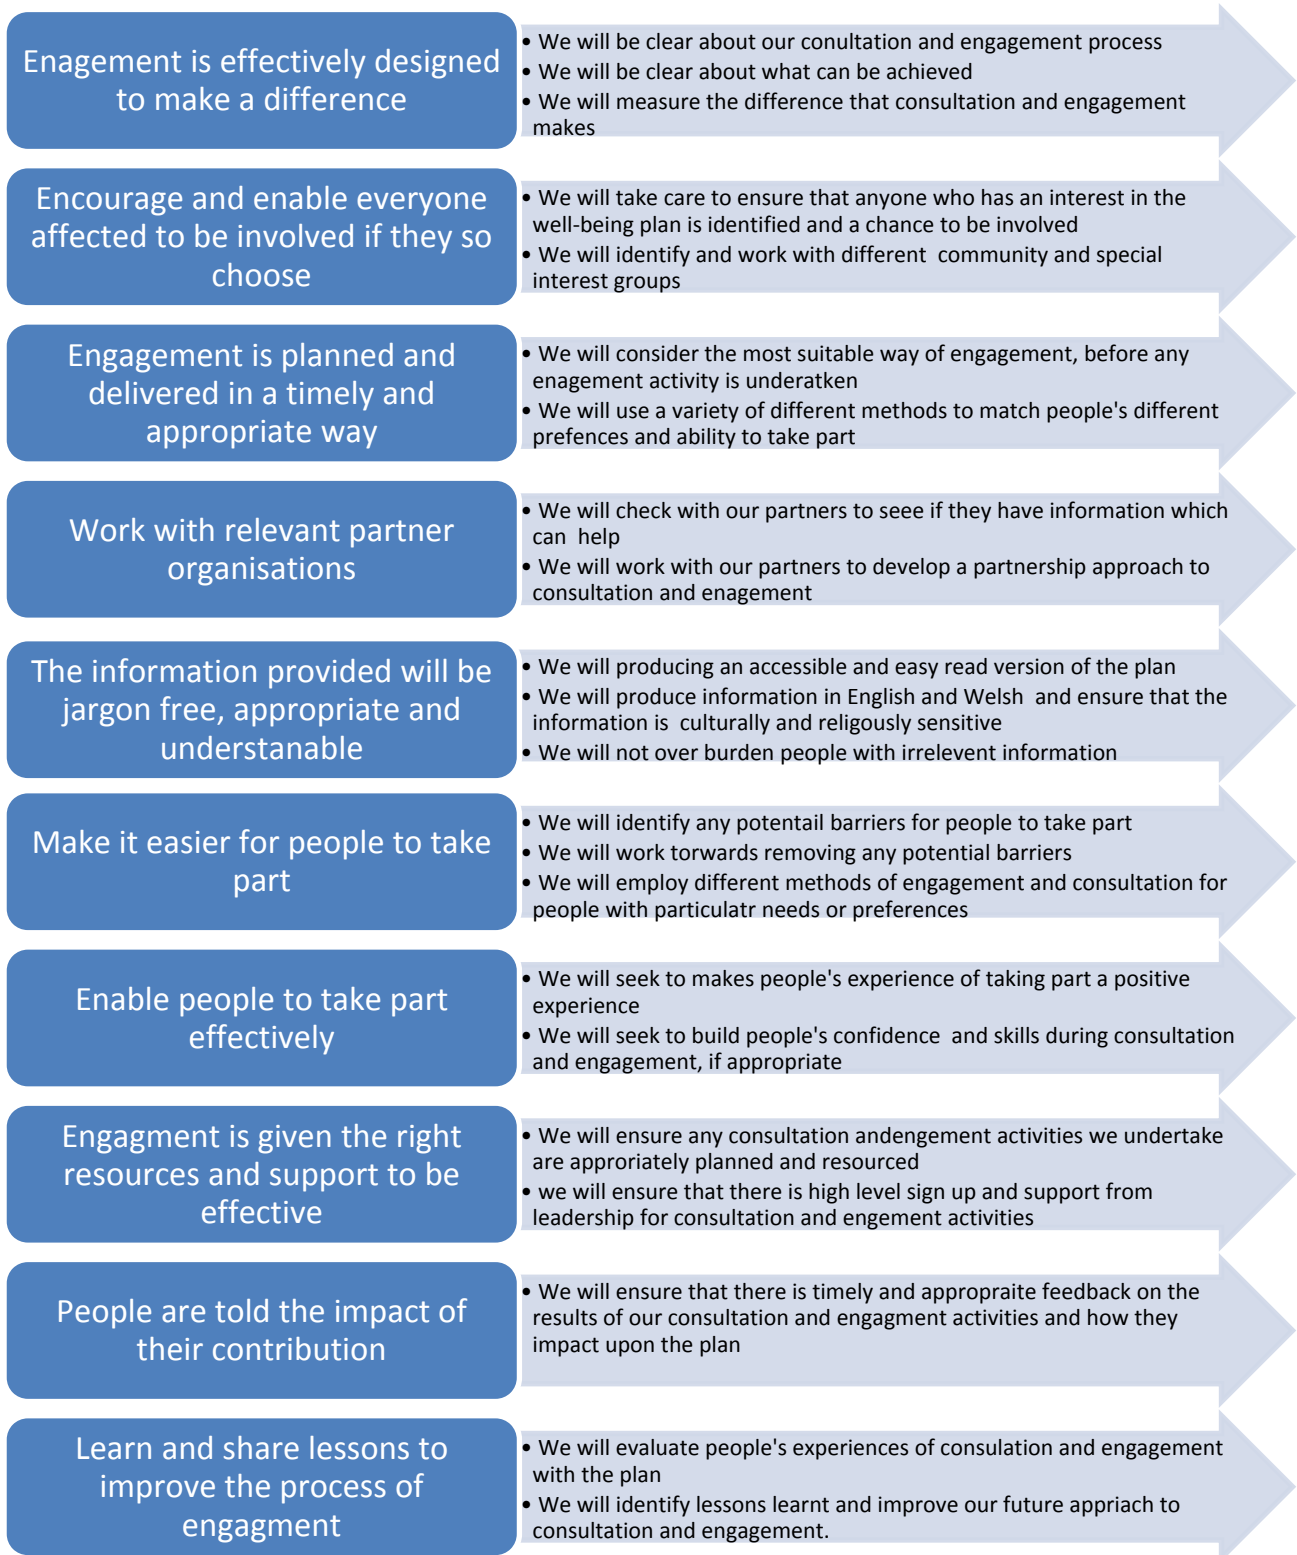 Enagement is effectively designed
to make a difference
• We will be clear about our conultation and engagement process
• We will be clear about what can be achieved
• We will measure the difference that consultation and engagement
makes
Encourage and enable everyone
affected to be involved if they so
choose
• We will take care to ensure that anyone who has an interest in the
well-being plan is identified and a chance to be involved
• We will identify and work with different  community and special
interest groups
Engagement is planned and
delivered in a timely and
appropriate way
• We will consider the most suitable way of engagement, before any
enagement activity is underatken
• We will use a variety of different methods to match people's different
prefences and ability to take part
Work with relevant partner
organisations
• We will check with our partners to seee if they have information which
can  help
• We will work with our partners to develop a partnership approach to
consultation and enagement
The information provided will be
jargon free, appropriate and
understanable
• We will producing an accessible and easy read version of the plan
• We will produce information in English and Welsh  and ensure that the
information is  culturally and religously sensitive
• We will not over burden people with irrelevent information
Make it easier for people to take
part
• We will identify any potentail barriers for people to take part
• We will work torwards removing any potential barriers
• We will employ different methods of engagement and consultation for
people with particulatr needs or preferences
Enable people to take part
effectively
• We will seek to makes people's experience of taking part a positive
experience
• We will seek to build people's confidence  and skills during consultation
and engagement, if appropriate
Engagment is given the right
resources and support to be
effective
• We will ensure any consultation andengement activities we undertake
are approriately planned and resourced
• we will ensure that there is high level sign up and support from
leadership for consultation and engement activities
People are told the impact of
their contribution
• We will ensure that there is timely and appropraite feedback on the
results of our consultation and engagment activities and how they
impact upon the plan
Learn and share lessons to
improve the process of
engagment
• We will evaluate people's experiences of consulation and engagement
with the plan
• We will identify lessons learnt and improve our future appriach to
consultation and engagement.